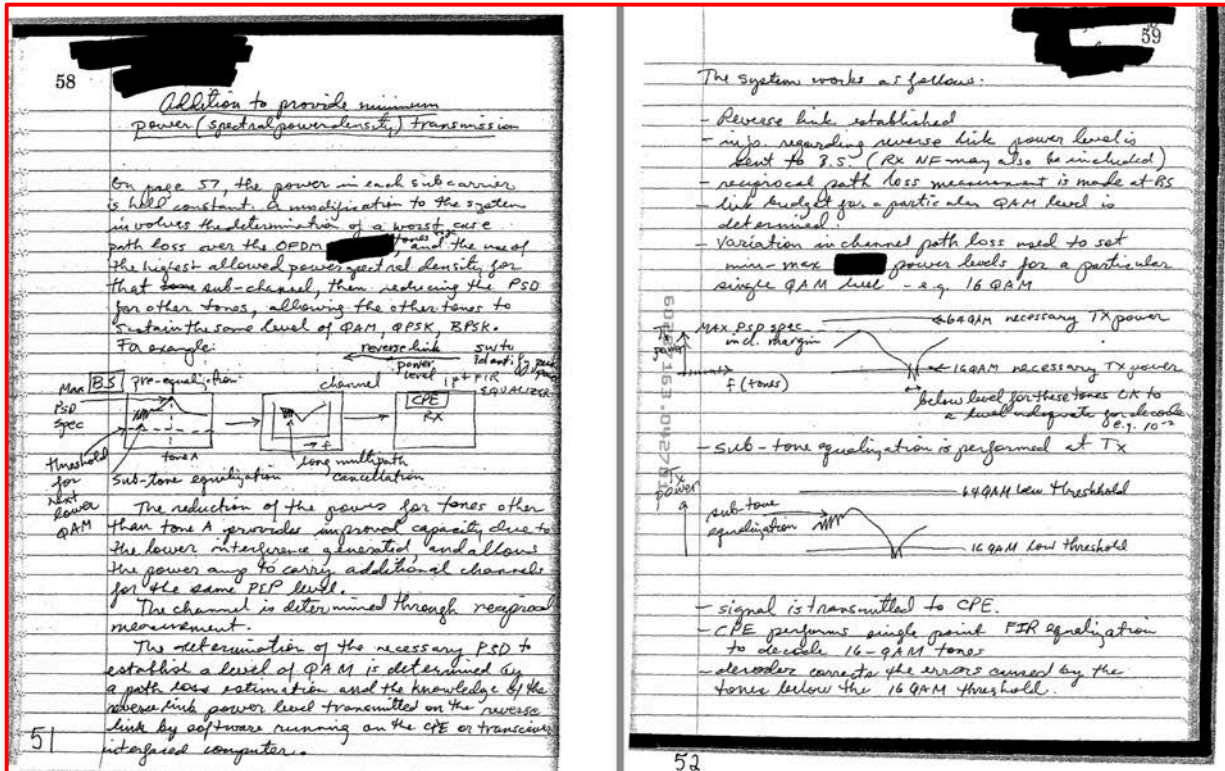 58
Addition to provide minimum
power (spectral power density) transmission
On page 57, the power in each subcarrier
is held constant. A modification to the system
involves the determination of a worst case
path loss over the OFDM tones, and the use of
the highest allowed power spectral density for
that sub-channel, then reducing the PSD
for other tones, allowing the other tones to
sustain the same level of QAM, QPSK, BPSK.
For example:
reverse link
power
level
SW to
identify
1 pt FIR
EQUALIZER
Max
PSD
spec
BS
pre-equalization
channel
CPE
RX
f
tone A
threshold
for
next
lower
QAM
sub-tone equalization
long multipath
cancellation
The reduction of the power for tones other
than tone A provides improved capacity due to
the lower interference generated, and allows
the power amp to carry additional channels
for the same PSD level.
The channel is determined through reciprocal
measurement.
The determination of the necessary PSD to
establish a level of QAM is determined by
a path loss estimation and the knowledge of the
reverse link power level transmitted on the reverse
link by software running on the CPE or transceiver
interfaced computer.
51
59
The system works as follows:
- Reverse link established
- info. regarding reverse link power level is
sent to B.S (RX NF may also be included)
- reciprocal path loss measurement is made at BS
- link budget for a particular QAM level is
determined.
- Variation in channel path loss used to set
min-max power levels for a particular
single QAM level - e.g. 16 QAM
Tx
power
MAX PSD spec
incl. margin
64QAM necessary TX power
16QAM necessary TX power
f (tones)
below level for these tones OK to
a level adequate for decode
e.g. 10⁻²
- sub-tone equalization is performed at Tx
Tx
power
64QAM low threshhold
sub tone
equalization
16 QAM low threshold
- signal is transmitted to CPE.
- CPE performs single point FIR equalization
to decode 16-QAM tones
- decoder corrects the errors caused by the
tones below the 16 QAM threshold.
52